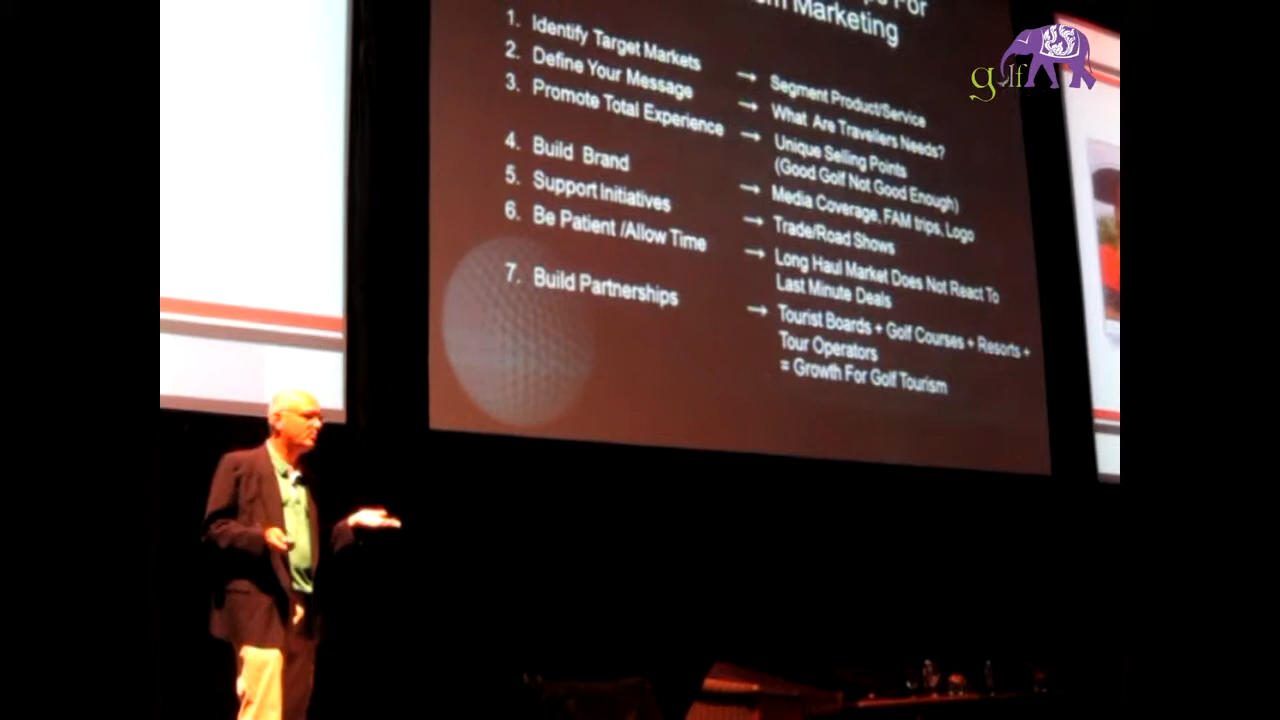 For
Marketing
golf
1. Identify Target Markets → Segment Product/Service
2. Define Your Message → What Are Travellers Needs?
3. Promote Total Experience → Unique Selling Points
(Good Golf Not Good Enough)
4. Build Brand → Media Coverage, FAM trips, Logo
5. Support Initiatives → Trade/Road Shows
6. Be Patient /Allow Time → Long Haul Market Does Not React To
Last Minute Deals
7. Build Partnerships → Tourist Boards + Golf Courses + Resorts +
Tour Operators
= Growth For Golf Tourism